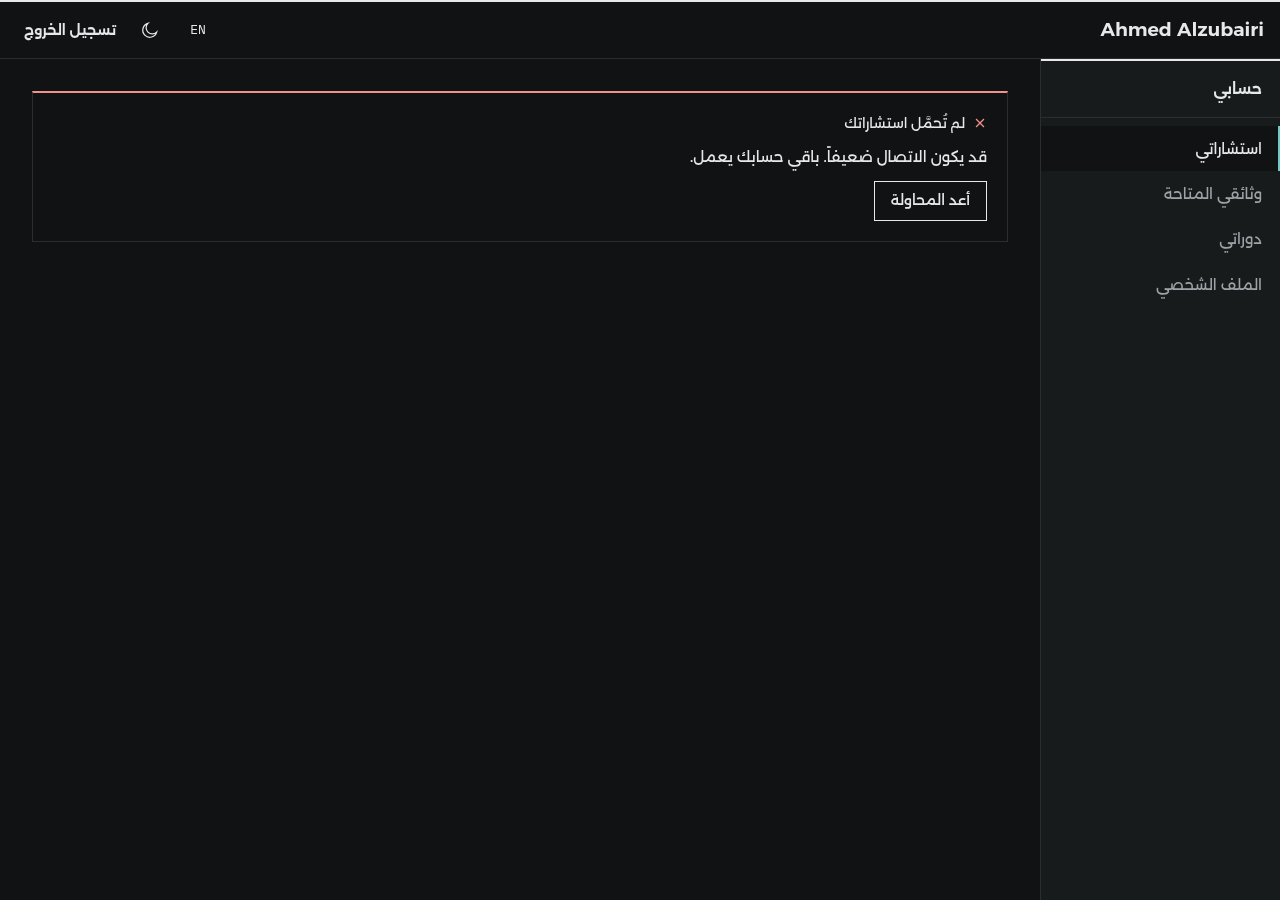 Ahmed Alzubairi
EN
تسجيل الخروج
حسابي
استشاراتي
وثائقي المتاحة
دوراتي
الملف الشخصي
× لم تُحمَّل استشاراتك
قد يكون الاتصال ضعيفاً. باقي حسابك يعمل.
أعد المحاولة